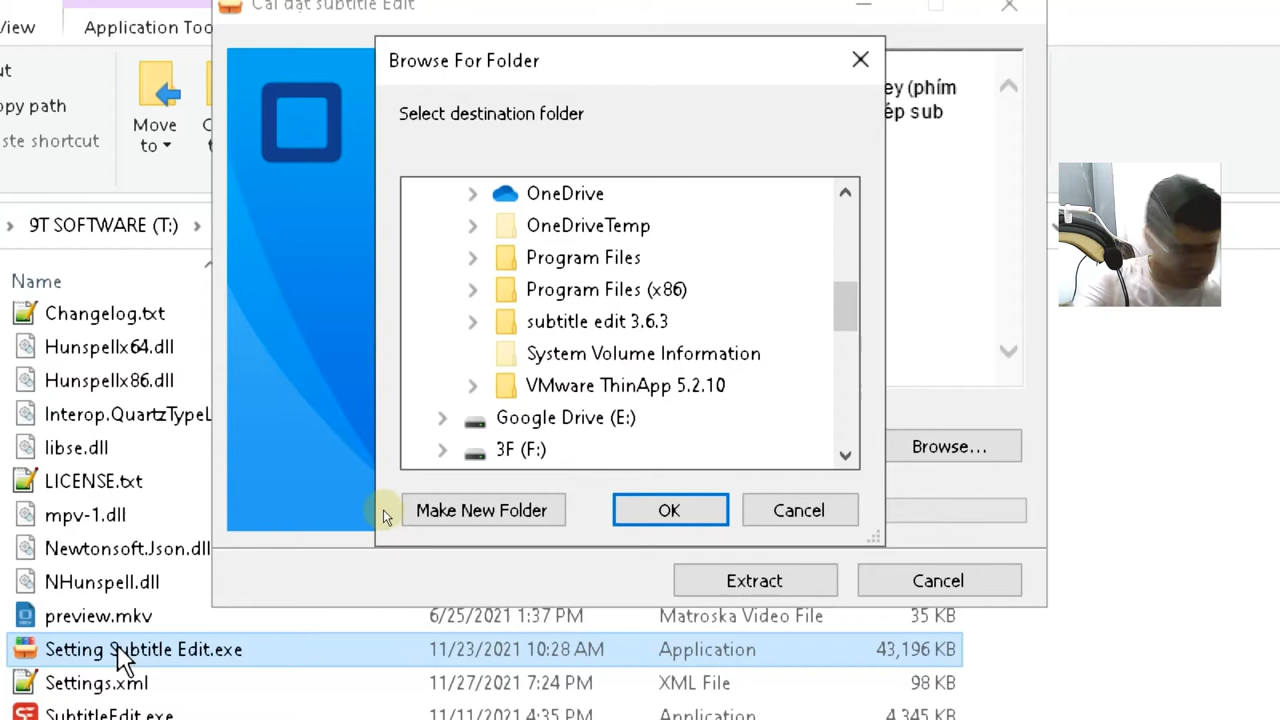 View
Application Too
Cài đặt subtitle Edit
Browse For Folder
Select destination folder
ey (phím
ép sub
ut
opy path
ste shortcut
Move
to
9T SOFTWARE (T:)
OneDrive
OneDriveTemp
Program Files
Program Files (x86)
subtitle edit 3.6.3
System Volume Information
VMware ThinApp 5.2.10
Google Drive (E:)
3F (F:)
Browse...
Make New Folder
OK
Cancel
Extract
Cancel
Name
Changelog.txt
Hunspellx64.dll
Hunspellx86.dll
Interop.QuartzTypeL
libse.dll
LICENSE.txt
mpv-1.dll
Newtonsoft.Json.dll
NHunspell.dll
preview.mkv 6/25/2021 1:37 PM Matroska Video File 35 KB
Setting Subtitle Edit.exe 11/23/2021 10:28 AM Application 43,196 KB
Settings.xml 11/27/2021 7:24 PM XML File 98 KB
SubtitleEdit.exe 11/11/2021 4:35 PM Application 4,345 KB